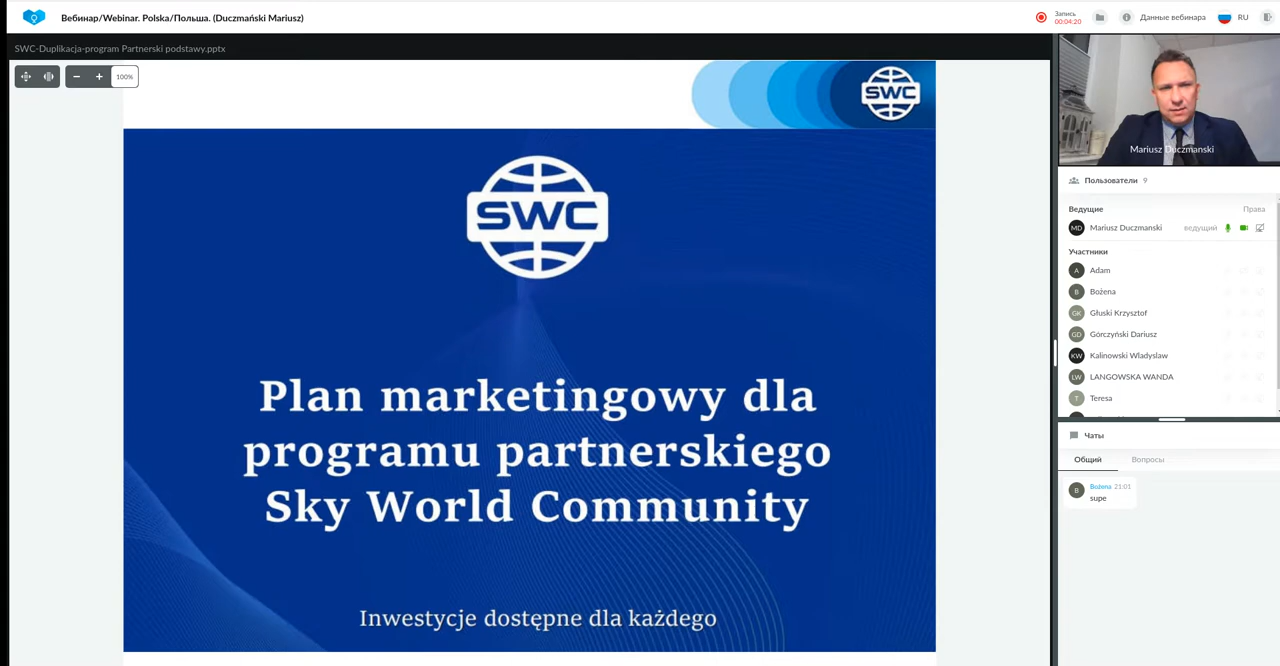 Вебинар/Webinar. Polska/Польша. (Duczmański Mariusz)
Запись
00:04:20
Данные вебинара
RU
SWC-Duplikacja-program Partnerski podstawy.pptx
100%
SWC
SWC
Plan marketingowy dla
programu partnerskiego
Sky World Community
Inwestycje dostępne dla każdego
Mariusz Duczmanski
Пользователи 9
Ведущие Права
MD Mariusz Duczmanski ведущий
Участники
A Adam
B Bożena
GK Głuski Krzysztof
GD Górczyński Dariusz
KW Kalinowski Wladyslaw
LW LANGOWSKA WANDA
T Teresa
Чаты
Общий Вопросы
B Bożena 21:01
supe